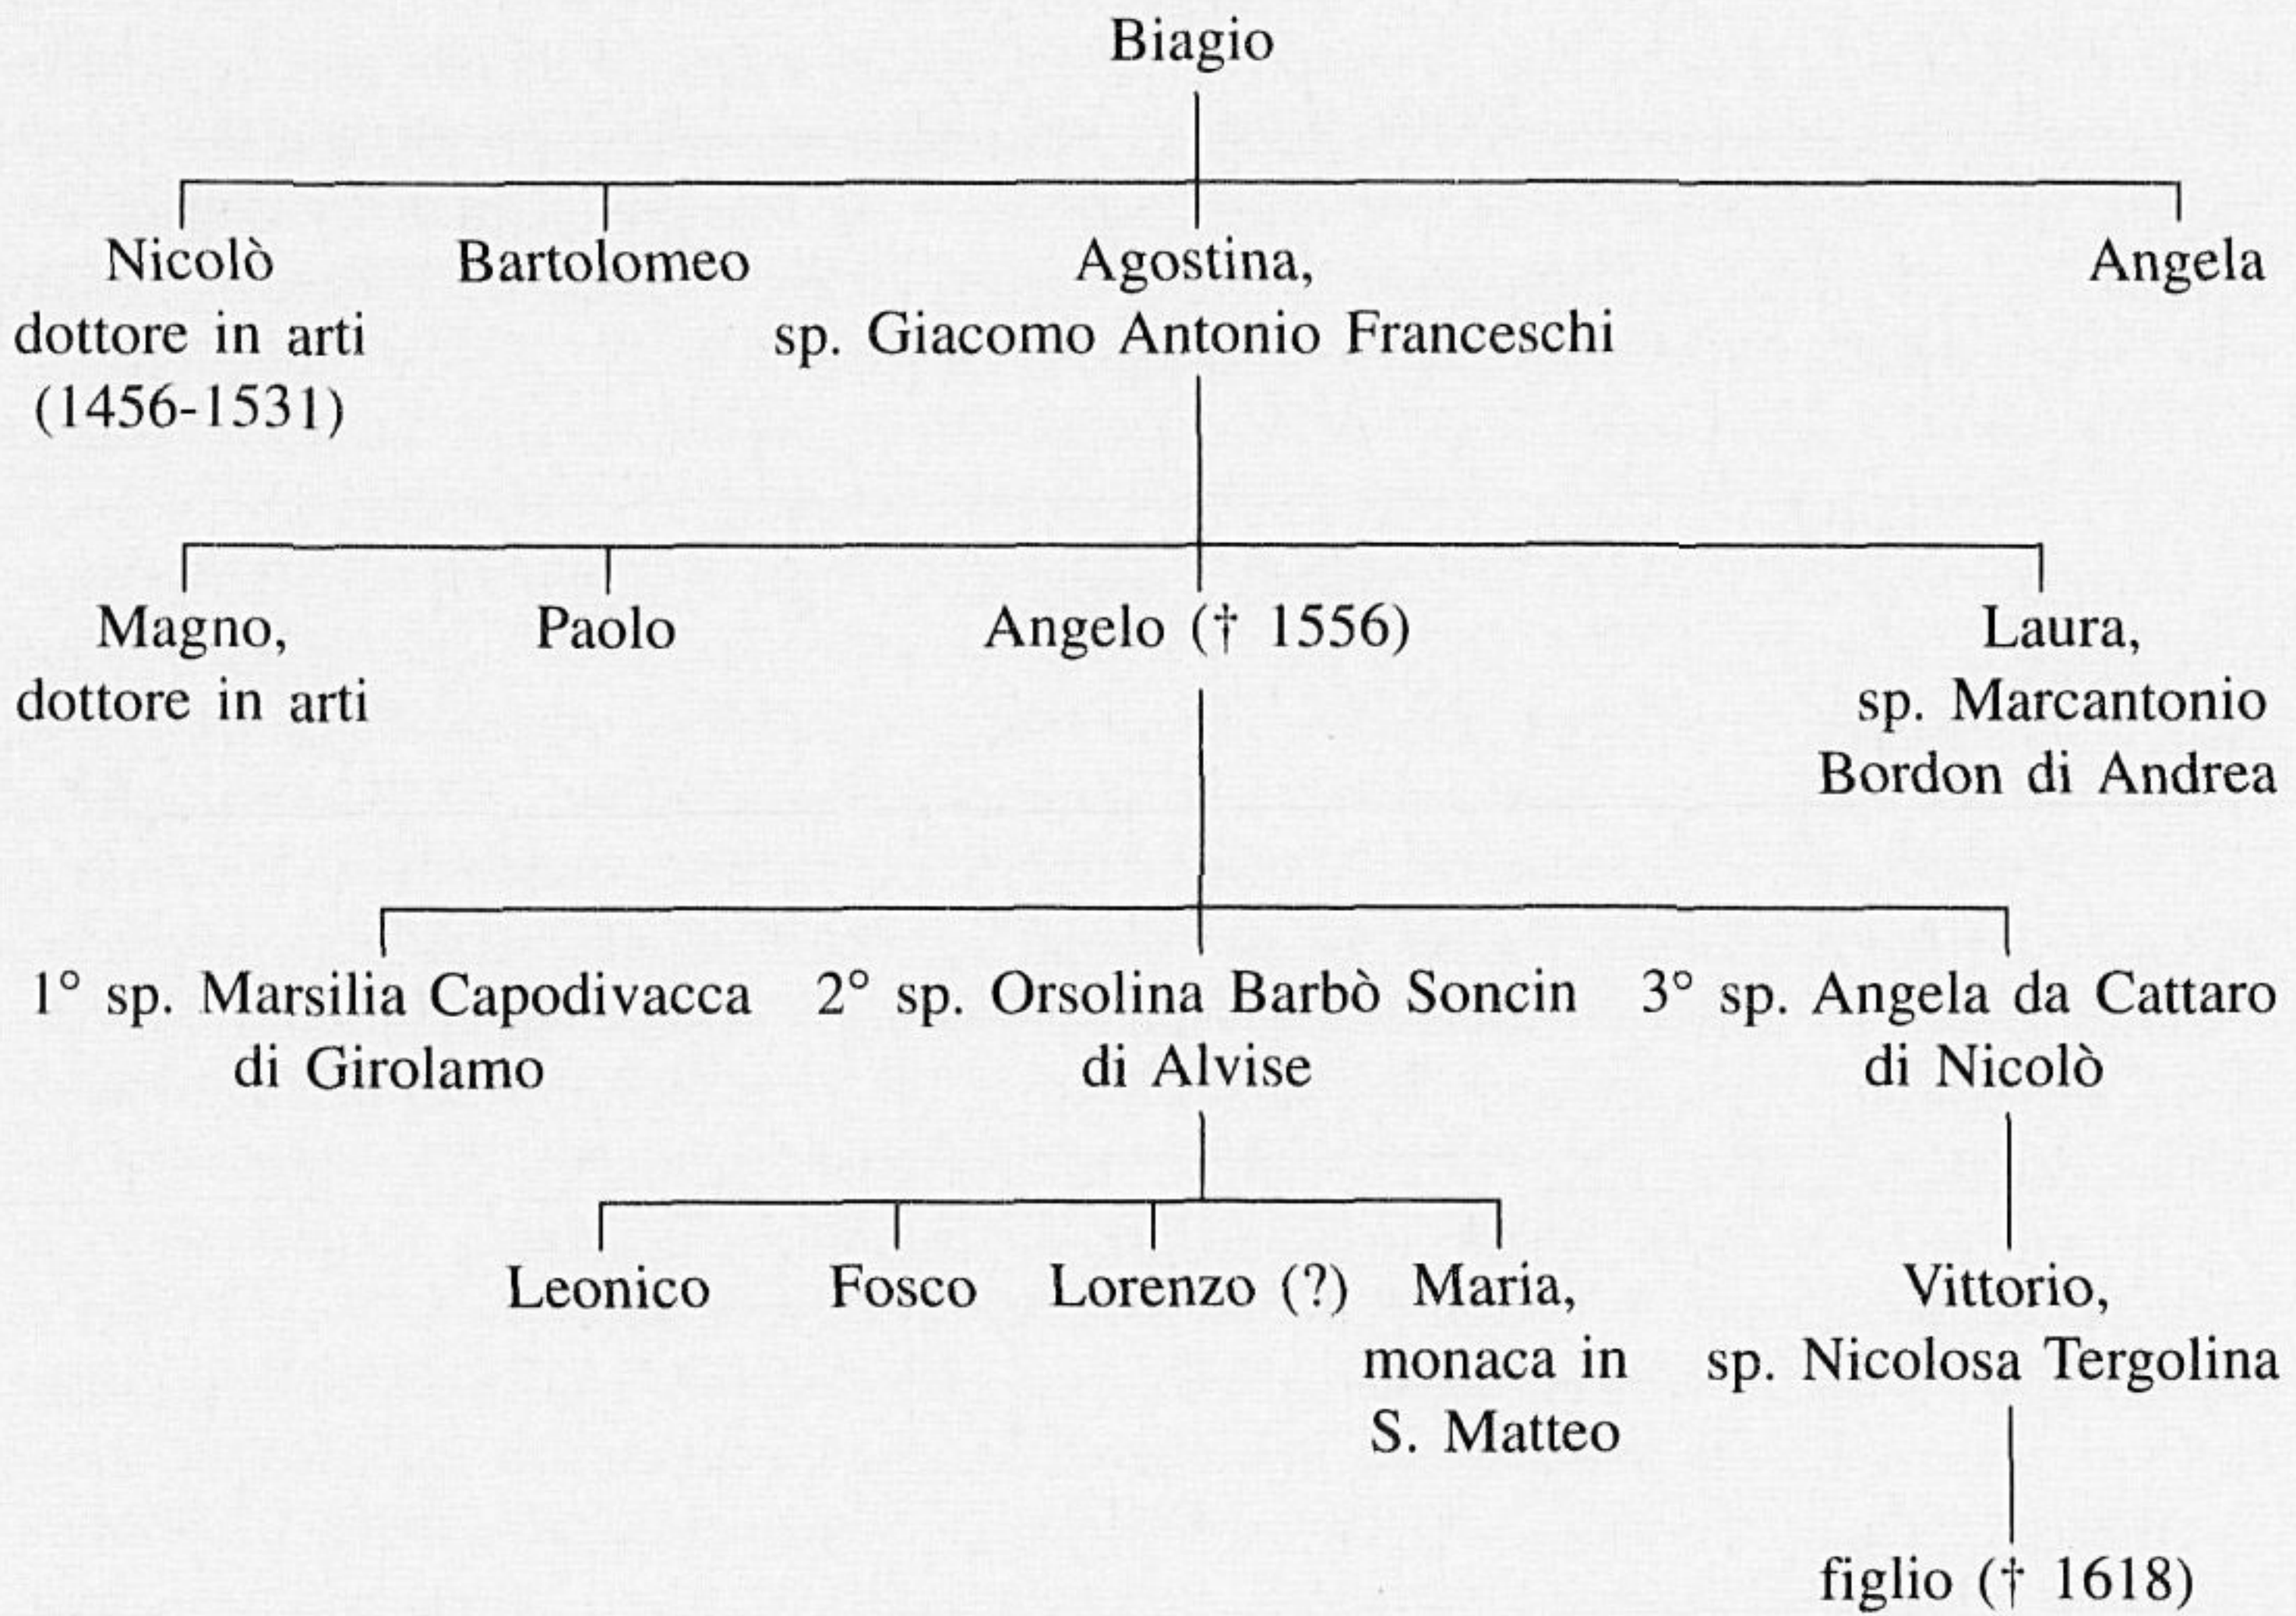 Biagio
Nicolò
dottore in arti
(1456-1531)
Bartolomeo
Agostina,
sp. Giacomo Antonio Franceschi
Angela
Magno,
dottore in arti
Paolo
Angelo († 1556)
Laura,
sp. Marcantonio
Bordon di Andrea
1° sp. Marsilia Capodivacca
di Girolamo
2° sp. Orsolina Barbò Soncin
di Alvise
3° sp. Angela da Cattaro
di Nicolò
Leonico
Fosco
Lorenzo (?)
Maria,
monaca in
S. Matteo
Vittorio,
sp. Nicolosa Tergolina
figlio († 1618)